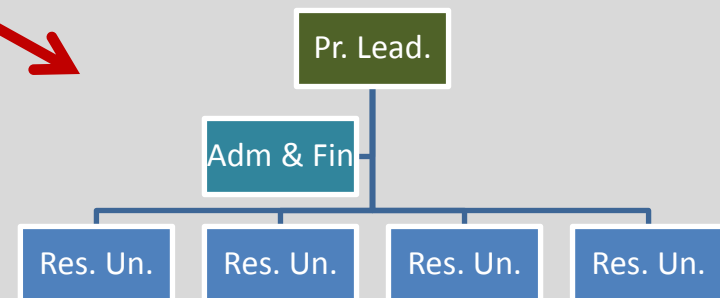 Pr. Lead.
Adm & Fin
Res. Un.
Res. Un.
Res. Un.
Res. Un.